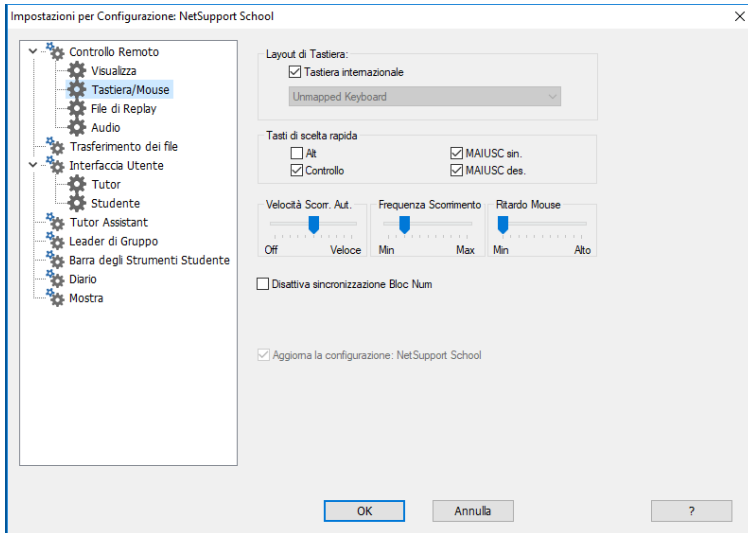 Impostazioni per Configurazione: NetSupport School
Controllo Remoto
Visualizza
Tastiera/Mouse
File di Replay
Audio
Trasferimento dei file
Interfaccia Utente
Tutor
Studente
Tutor Assistant
Leader di Gruppo
Barra degli Strumenti Studente
Diario
Mostra
Layout di Tastiera:
Tastiera internazionale
Unmapped Keyboard
Tasti di scelta rapida
Alt
MAIUSC sin.
Controllo
MAIUSC des.
Velocità Scorr. Aut.
Frequenza Scorrimento
Ritardo Mouse
Off Veloce
Min Max
Min Alto
Disattiva sincronizzazione Bloc Num
Aggiorna la configurazione: NetSupport School
OK
Annulla
?